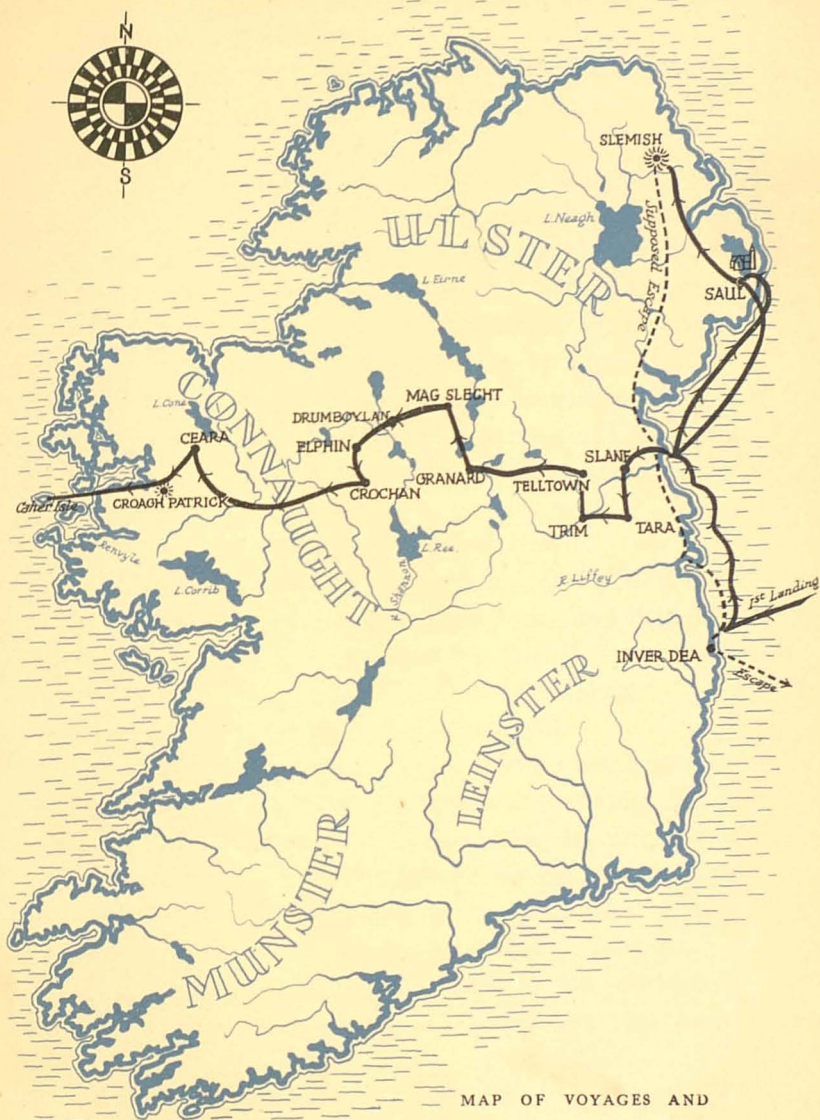 N
S
SLEMISH
L. Neagh
ULSTER
Supposed Escape
SAUL
L. Eirne
CONNAUGHT
L. Cone
CEARA
DRUMBOYLAN
MAG SLECHT
ELPHIN
CROCHAN
GRANARD
TELLTOWN
SLANE
Caher Isle
CROAGH PATRICK
TRIM
TARA
Renvyle
L. Corrib
L. Ree
R. Shannon
R. Liffey
1st Landing
INVER DEA
Escape
LEINSTER
MUNSTER
MAP OF VOYAGES AND